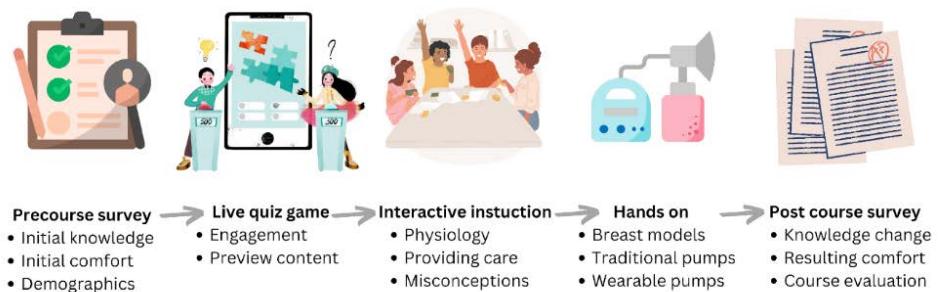 ?
500
500
Precourse survey
• Initial knowledge
• Initial comfort
• Demographics
Live quiz game
• Engagement
• Preview content
Interactive instuction
• Physiology
• Providing care
• Misconceptions
Hands on
• Breast models
• Traditional pumps
• Wearable pumps
Post course survey
• Knowledge change
• Resulting comfort
• Course evaluation